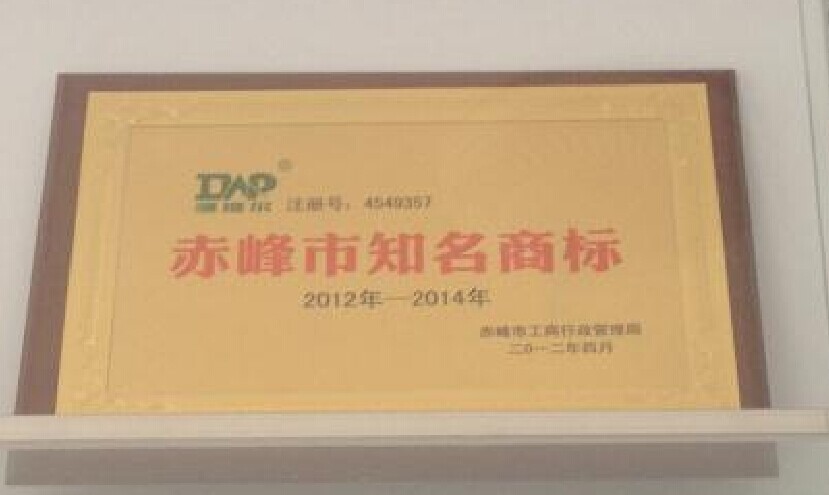 DAP®
注册号：4549357
赤峰市知名商标
2012年—2014年
赤峰市工商行政管理局
二0一二年四月